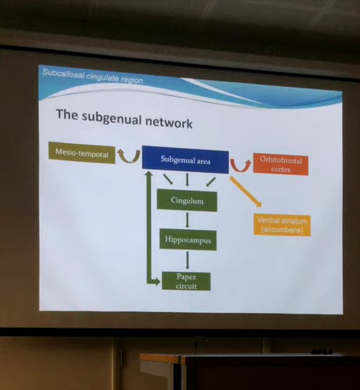 Subcallosal cingulate region
The subgenual network
Mesio-temporal
Subgenual area
Orbitofrontal
cortex
Cingulum
Ventral striatum
(accumbens)
Hippocampus
Papez
circuit